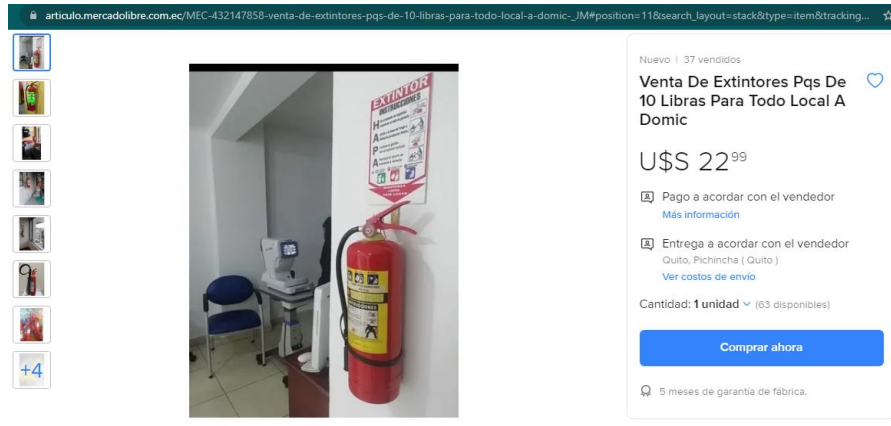 articulo.mercadolibre.com.ec/MEC-432147858-venta-de-extintores-pqs-de-10-libras-para-todo-local-a-domic-_JM#position=11&search_layout=stack&type=item&tracking...
Nuevo | 37 vendidos
Venta De Extintores Pqs De
10 Libras Para Todo Local A
Domic
U$S 22⁹⁹
Pago a acordar con el vendedor
Más información
Entrega a acordar con el vendedor
Quito, Pichincha ( Quito )
Ver costos de envío
Cantidad: 1 unidad (63 disponibles)
Comprar ahora
5 meses de garantía de fábrica.
EXTINTOR
INSTRUCCIONES
H
A
P
A
+4